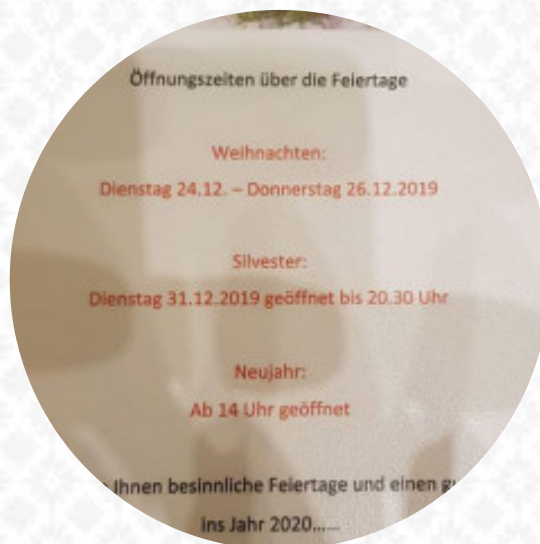 Öffnungszeiten über die Feiertage
Weihnachten:
Dienstag 24.12. – Donnerstag 26.12.2019
Silvester:
Dienstag 31.12.2019 geöffnet bis 20.30 Uhr
Neujahr:
Ab 14 Uhr geöffnet
Ihnen besinnliche Feiertage und einen
ins Jahr 2020.....